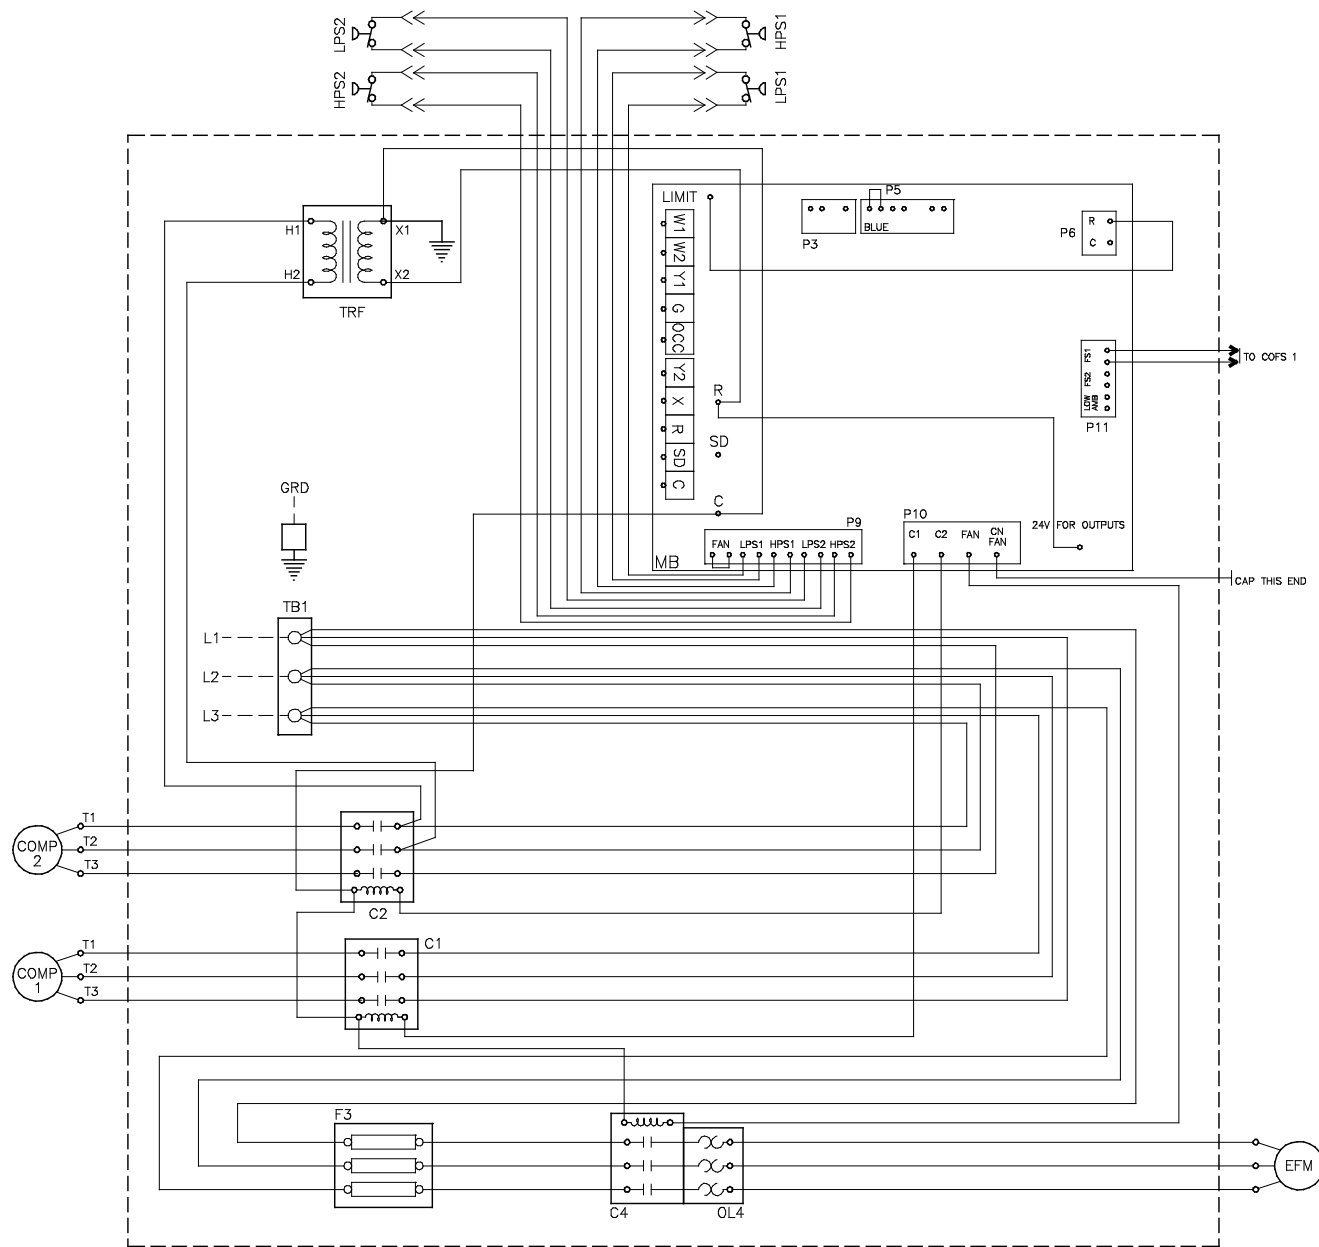 LPS2
HPS1
HPS2
LPS1
LIMIT
P5
P3
BLUE
P6
R
C
W1
W2
Y1
G
OCC
Y2
X
R
SD
C
H1
X1
H2
X2
TRF
FS1
FS2
LOW
AMB
P11
TO COFS 1
R
SD
C
GRD
P9
FAN LPS1 HPS1 LPS2 HPS2
MB
P10
C1 C2 FAN CN
FAN
24V FOR OUTPUTS
CAP THIS END
TB1
L1
L2
L3
T1
COMP
2
T2
T3
C2
T1
COMP
1
T2
T3
C1
F3
C4
OL4
EFM